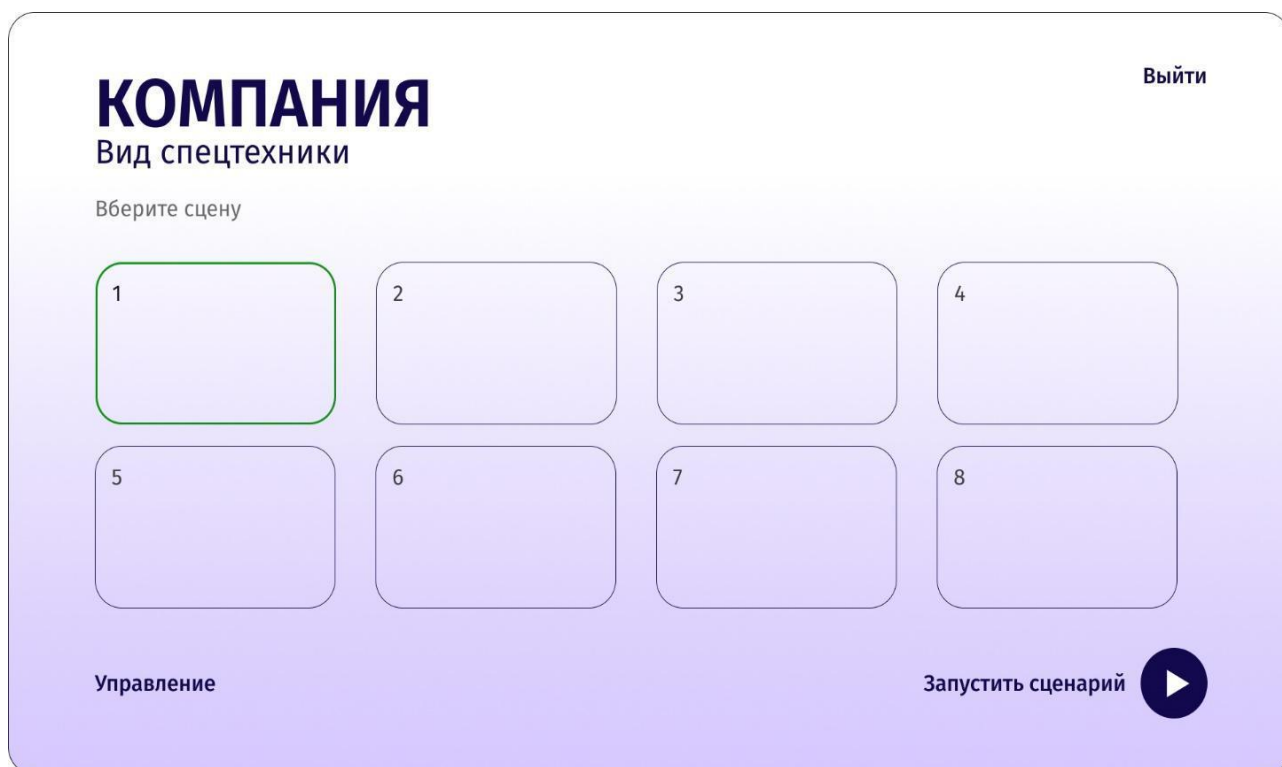 Выйти
КОМПАНИЯ
Вид спецтехники
Вберите сцену
1
2
3
4
5
6
7
8
Управление
Запустить сценарий